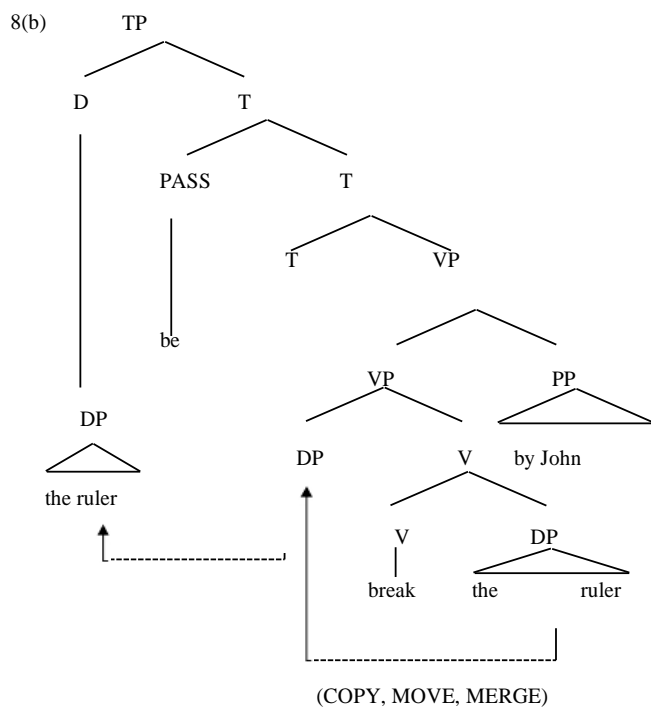 8(b) TP
D T
PASS T
T VP
be
VP PP
DP
DP V by John
the ruler
V DP
break the ruler
(COPY, MOVE, MERGE)